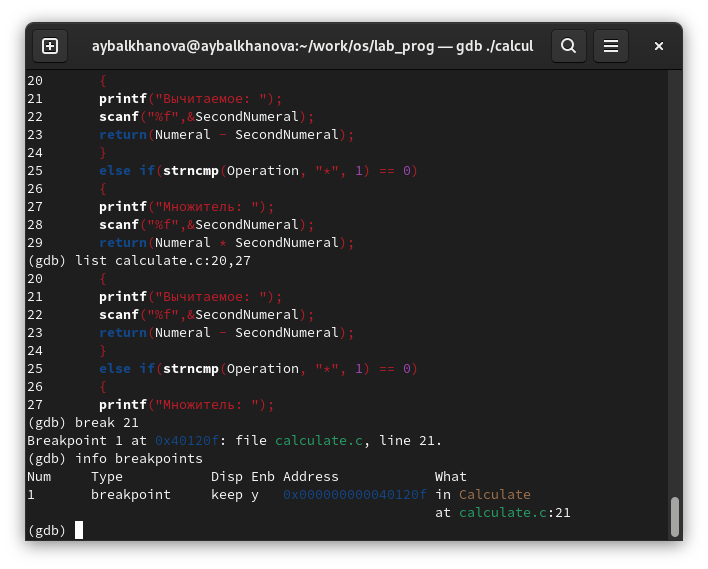 aybalkhanova@aybalkhanova:~/work/os/lab_prog — gdb ./calcul
20       {
21       printf("Вычитаемое: ");
22       scanf("%f",&SecondNumeral);
23       return(Numeral - SecondNumeral);
24       }
25       else if(strncmp(Operation, "*", 1) == 0)
26       {
27       printf("Множитель: ");
28       scanf("%f",&SecondNumeral);
29       return(Numeral * SecondNumeral);
(gdb) list calculate.c:20,27
20       {
21       printf("Вычитаемое: ");
22       scanf("%f",&SecondNumeral);
23       return(Numeral - SecondNumeral);
24       }
25       else if(strncmp(Operation, "*", 1) == 0)
26       {
27       printf("Множитель: ");
(gdb) break 21
Breakpoint 1 at 0x40120f: file calculate.c, line 21.
(gdb) info breakpoints
Num     Type           Disp Enb Address            What
1       breakpoint     keep y   0x000000000040120f in Calculate
                                                   at calculate.c:21
(gdb)